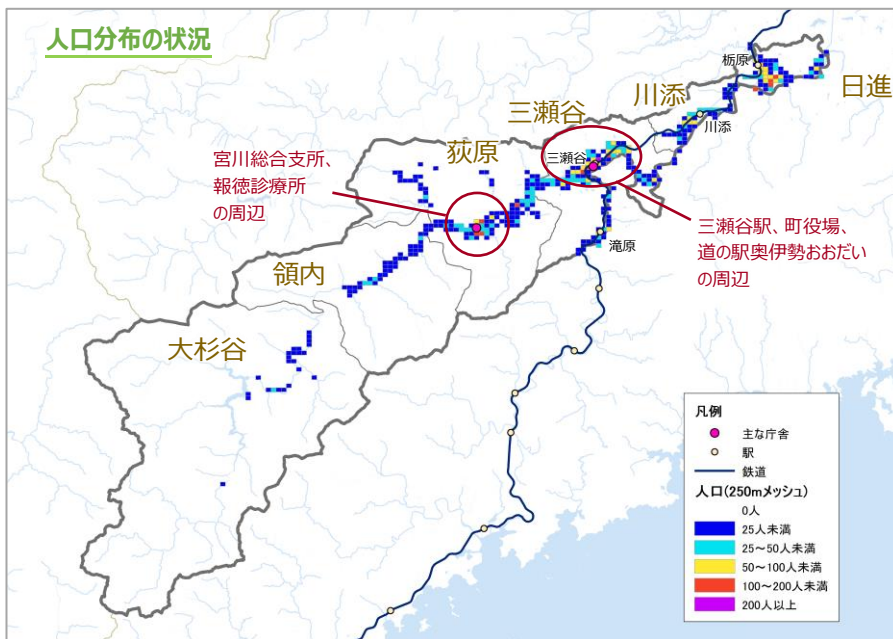 人口分布の状況
栃原
日進
川添
川添
三瀬谷
三瀬谷
荻原
宮川総合支所、
報徳診療所
の周辺
三瀬谷駅、町役場、
道の駅奥伊勢おおだい
の周辺
滝原
領内
大杉谷
凡例
主な庁舎
駅
鉄道
人口(250mメッシュ)
0人
25人未満
25～50人未満
50～100人未満
100～200人未満
200人以上